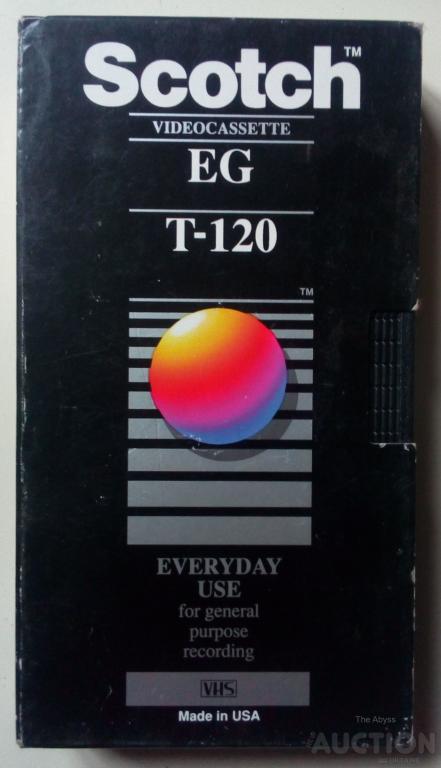 Scotch™
VIDEOCASSETTE
EG
T-120
TM
EVERYDAY
USE
for general
purpose
recording
VHS
Made in USA
The Abyss
AUCTION